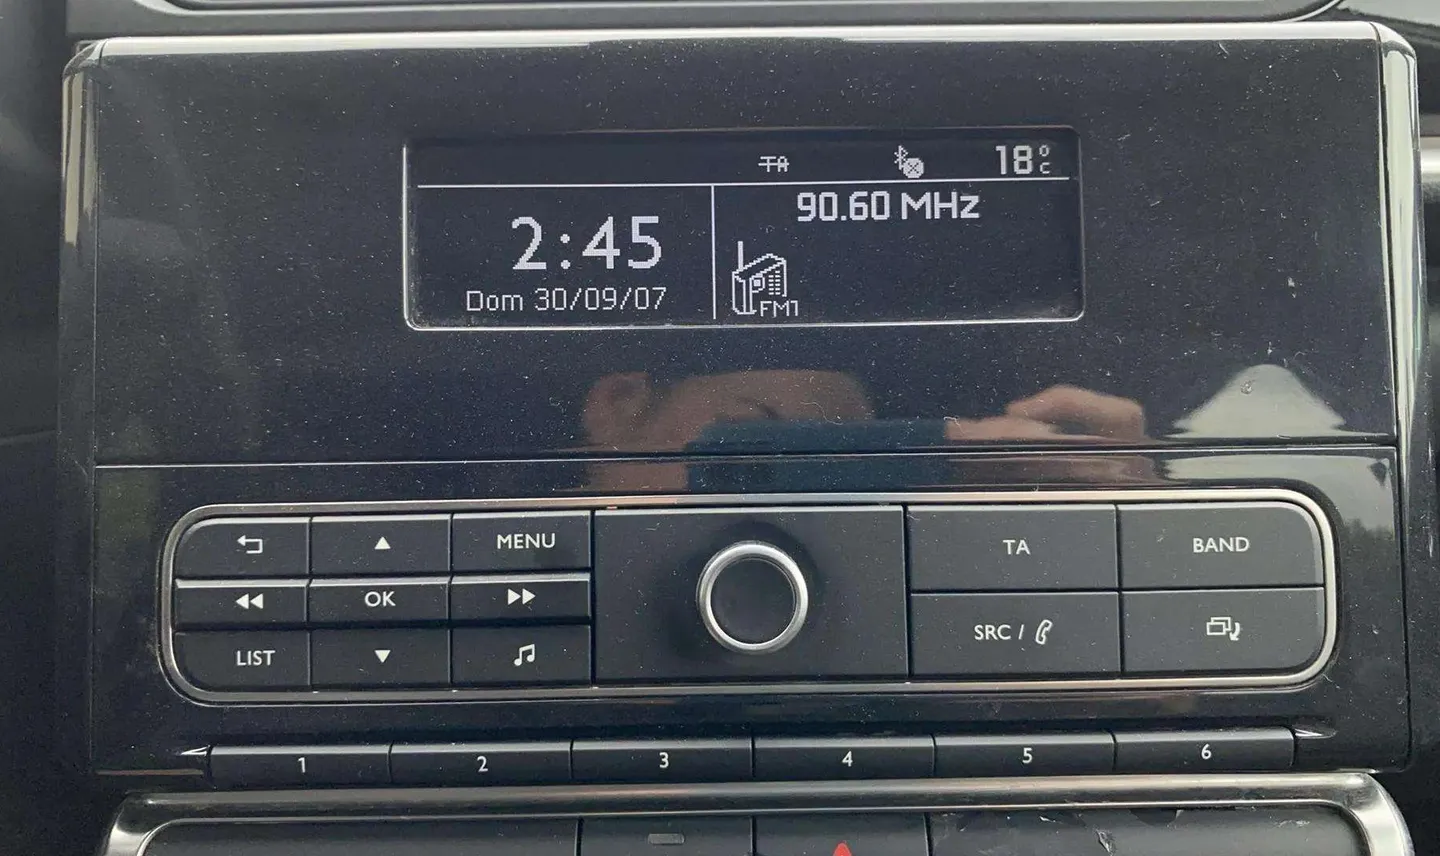 TA 18°C
90.60 MHz
2:45
Dom 30/09/07
FM1
MENU
TA
BAND
OK
SRC /
LIST
1 2 3 4 5 6